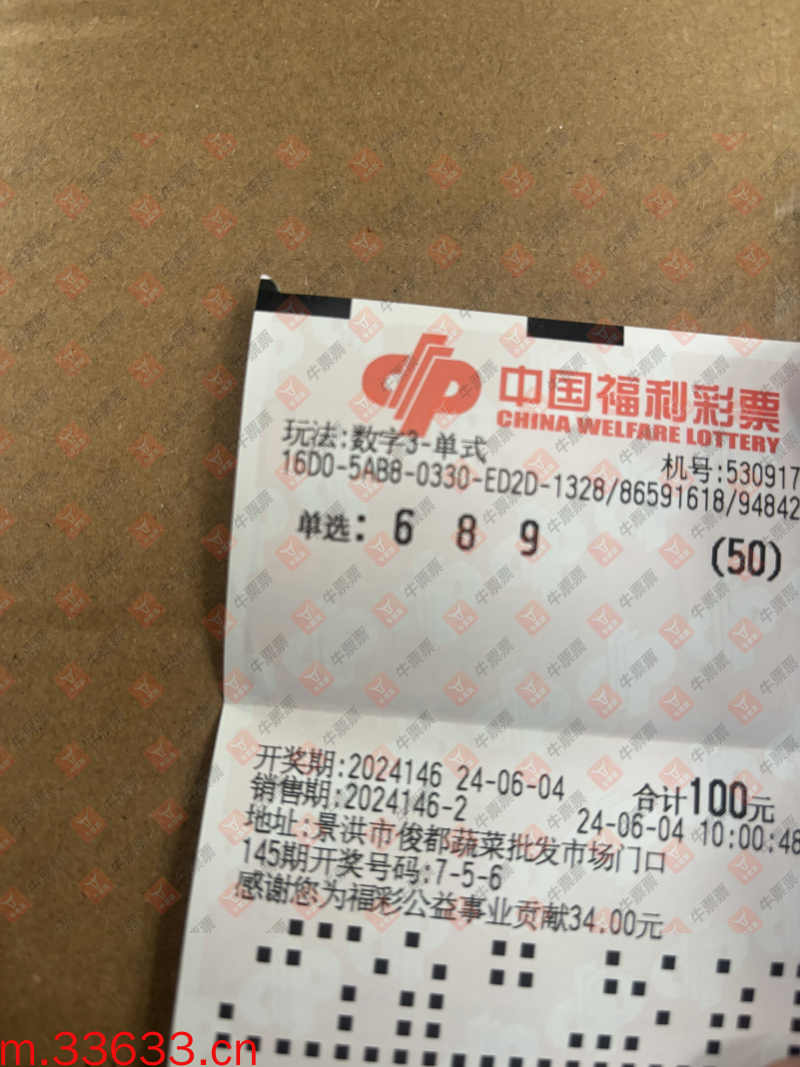 中国福利彩票
CHINA WELFARE LOTTERY
玩法:数字3-单式
机号:530917
16D0-5AB8-0330-ED2D-1328/86591618/94842
单选: 6 8 9
(50)
开奖期:2024146 24-06-04
合计100元
销售期:2024146-2
24-06-04 10:00:48
地址:景洪市俊都蔬菜批发市场门口
145期开奖号码:7-5-6
感谢您为福彩公益事业贡献34.00元
牛票票
m.33633.cn